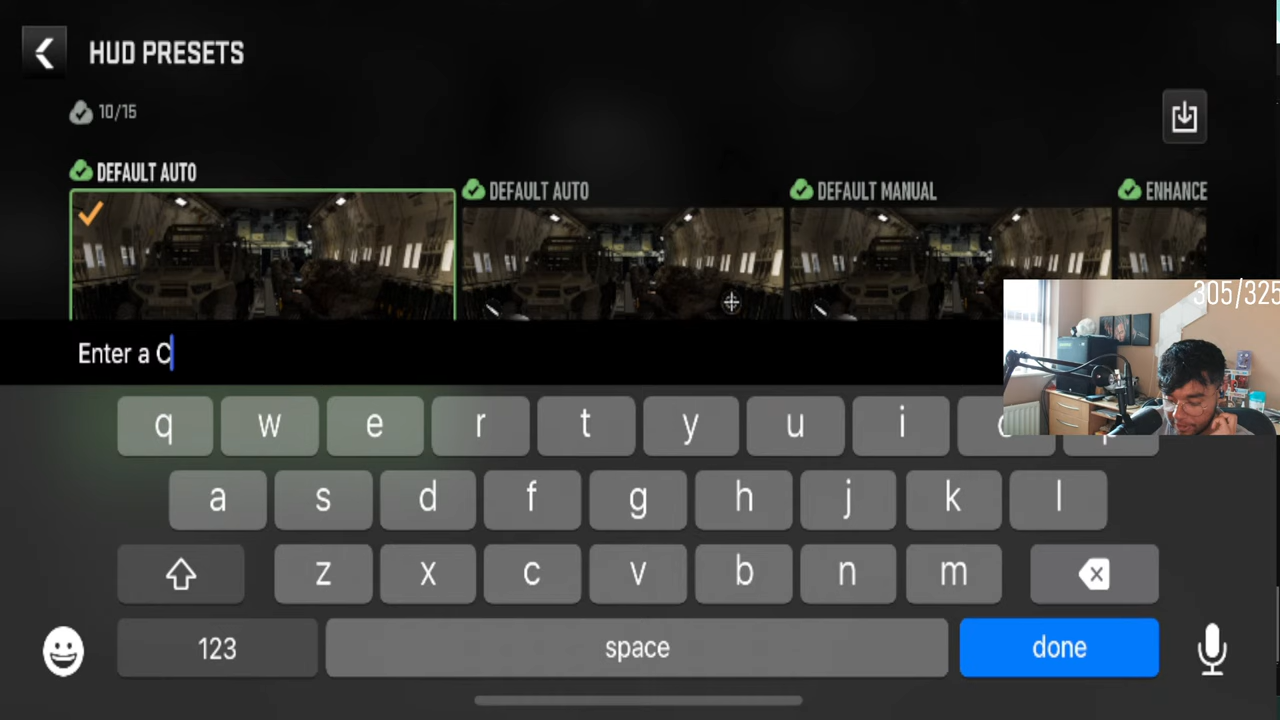 HUD PRESETS
10/15
DEFAULT AUTO
DEFAULT AUTO
DEFAULT MANUAL
ENHANCE
305/325
Enter a C
q w e r t y u i
a s d f g h j k l
z x c v b n m
123 space done